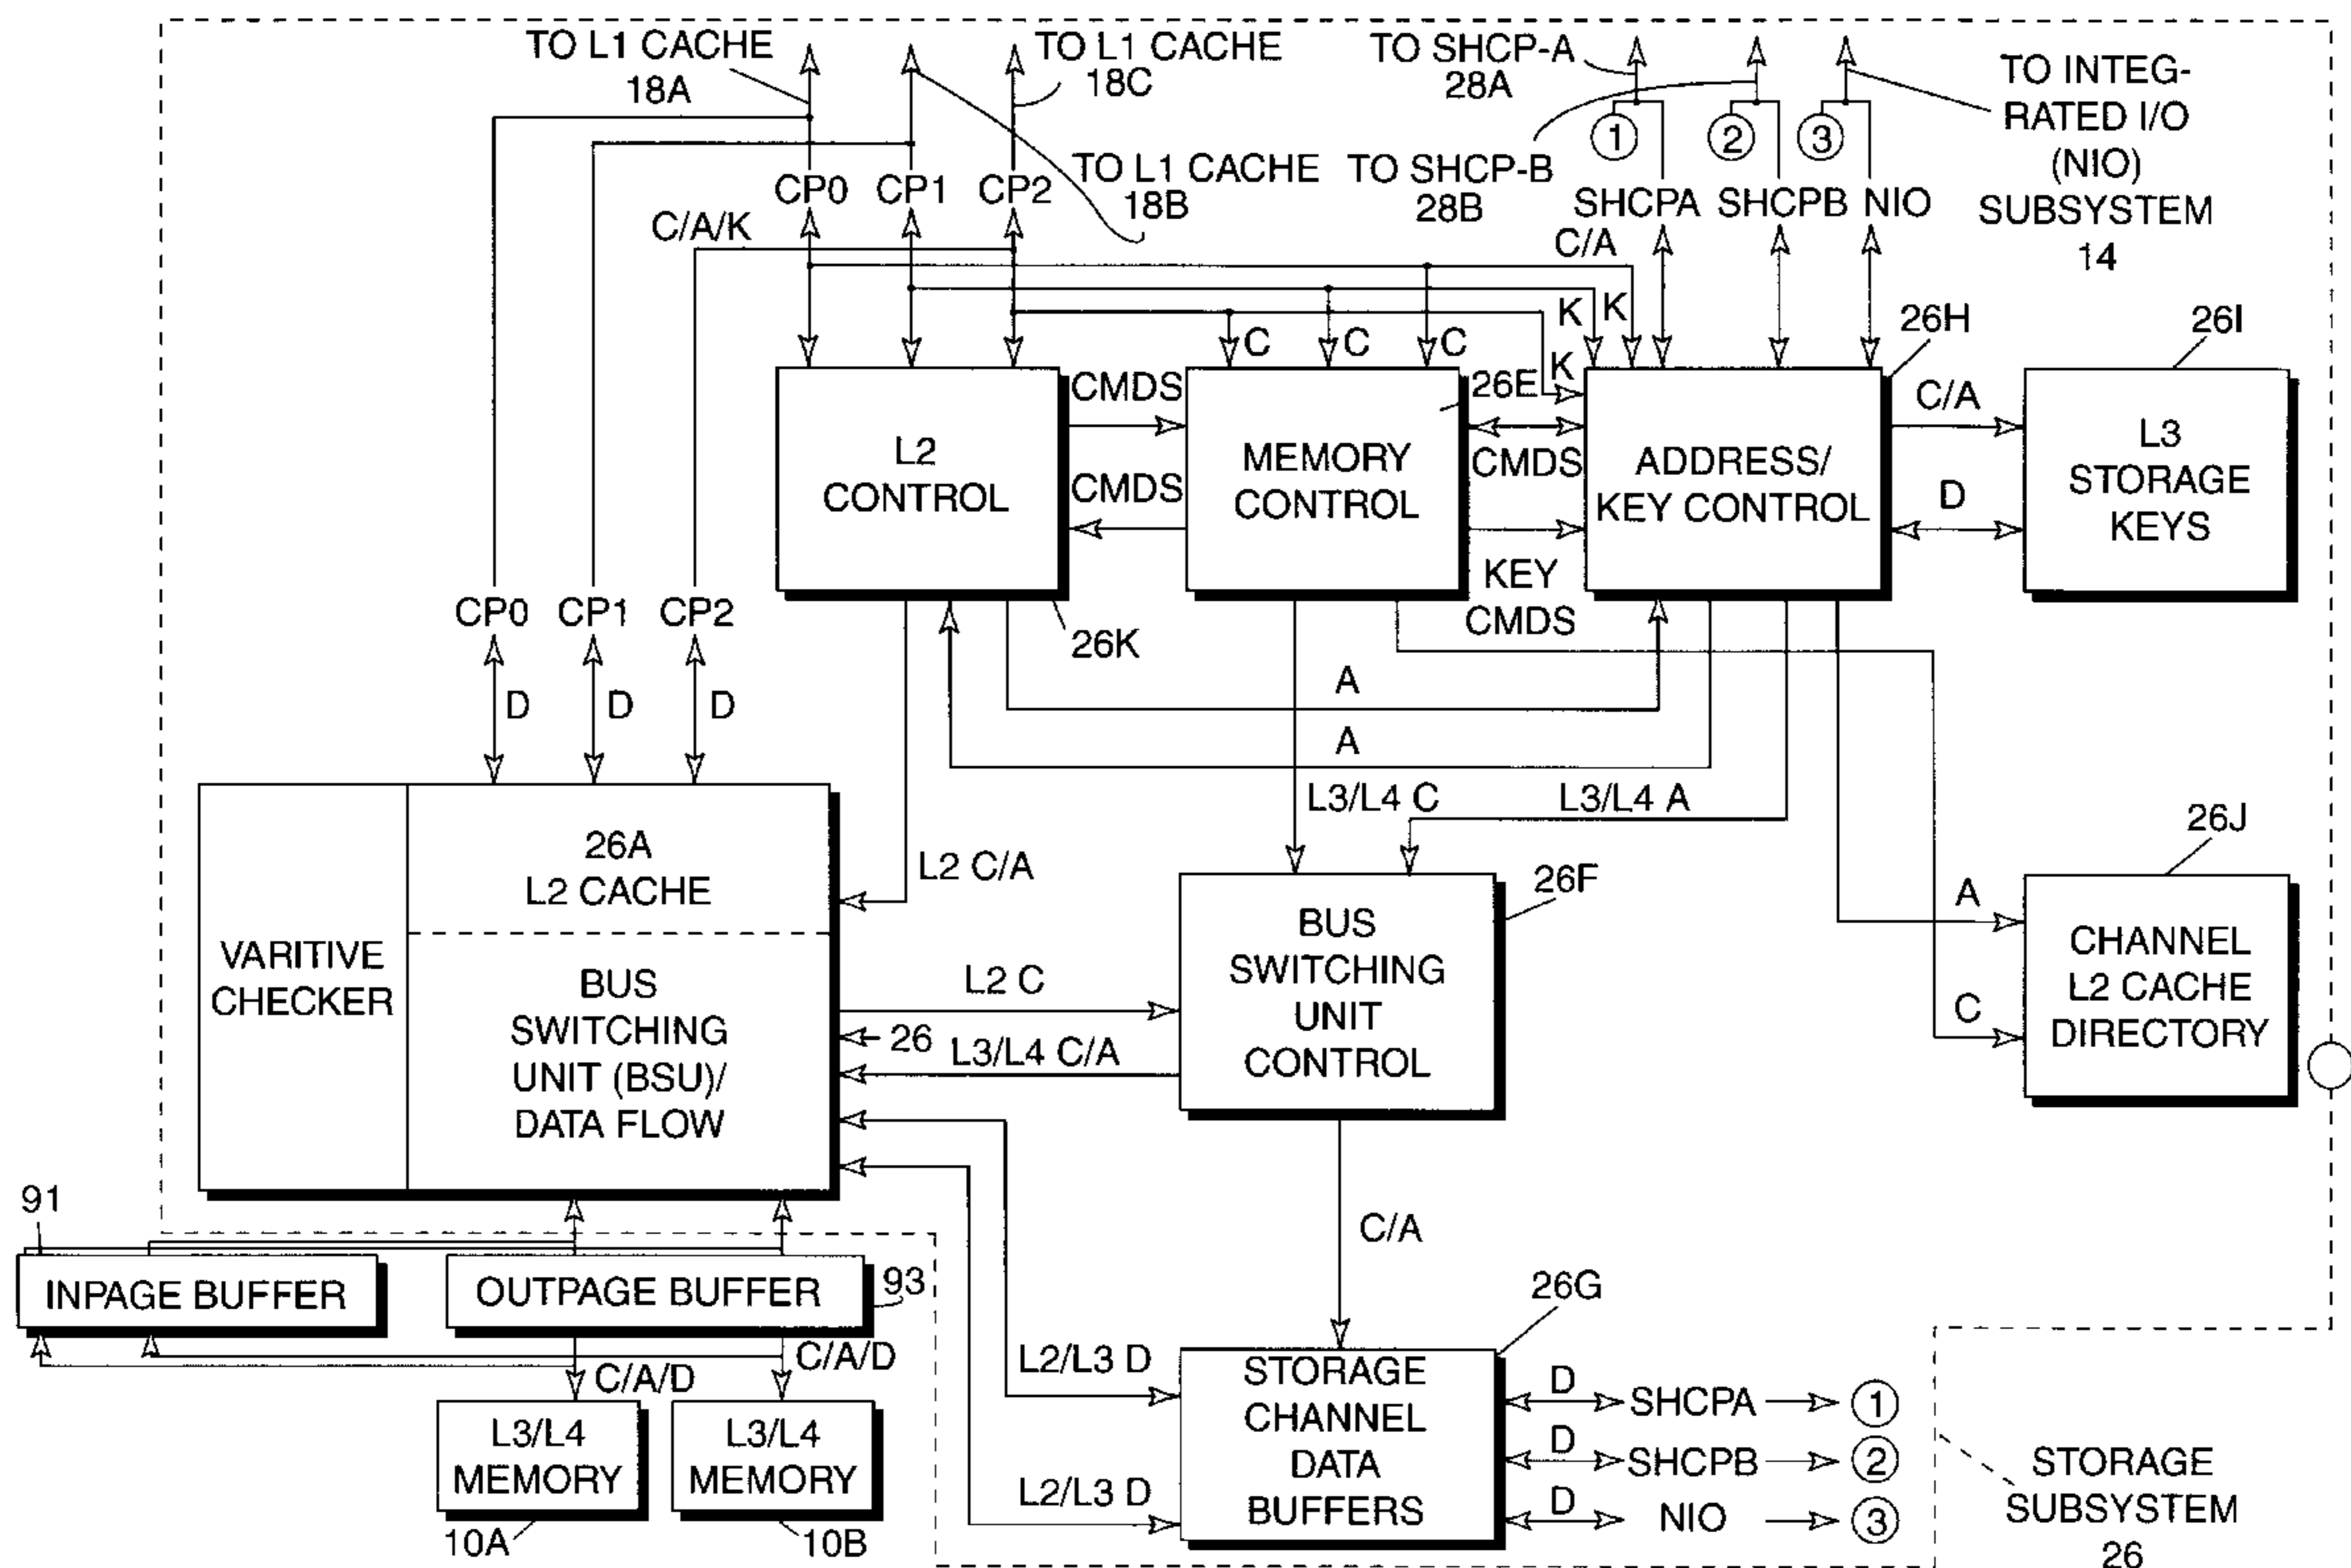 TO L1 CACHE
18A
TO L1 CACHE
18C
TO SHCP-A
28A
TO INTEG-
RATED I/O
(NIO)
SUBSYSTEM
14
1
2
3
TO L1 CACHE
18B
TO SHCP-B
28B
CP0
CP1
CP2
SHCPA
SHCPB
NIO
C/A/K
C/A
K
K
K
C
C
C
26E
26H
26I
L2
CONTROL
CMDS
CMDS
MEMORY
CONTROL
CMDS
KEY
CMDS
ADDRESS/
KEY CONTROL
C/A
D
L3
STORAGE
KEYS
26K
CP0
CP1
CP2
D
D
D
A
A
L3/L4 C
L3/L4 A
26J
26A
L2 CACHE
L2 C/A
26F
VARITIVE
CHECKER
BUS
SWITCHING
UNIT (BSU)/
DATA FLOW
L2 C
26
L3/L4 C/A
BUS
SWITCHING
UNIT
CONTROL
A
C
CHANNEL
L2 CACHE
DIRECTORY
91
INPAGE BUFFER
OUTPAGE BUFFER
93
C/A
26G
C/A/D
C/A/D
L3/L4
MEMORY
L3/L4
MEMORY
10A
10B
L2/L3 D
L2/L3 D
STORAGE
CHANNEL
DATA
BUFFERS
D
SHCPA
1
D
SHCPB
2
D
NIO
3
STORAGE
SUBSYSTEM
26